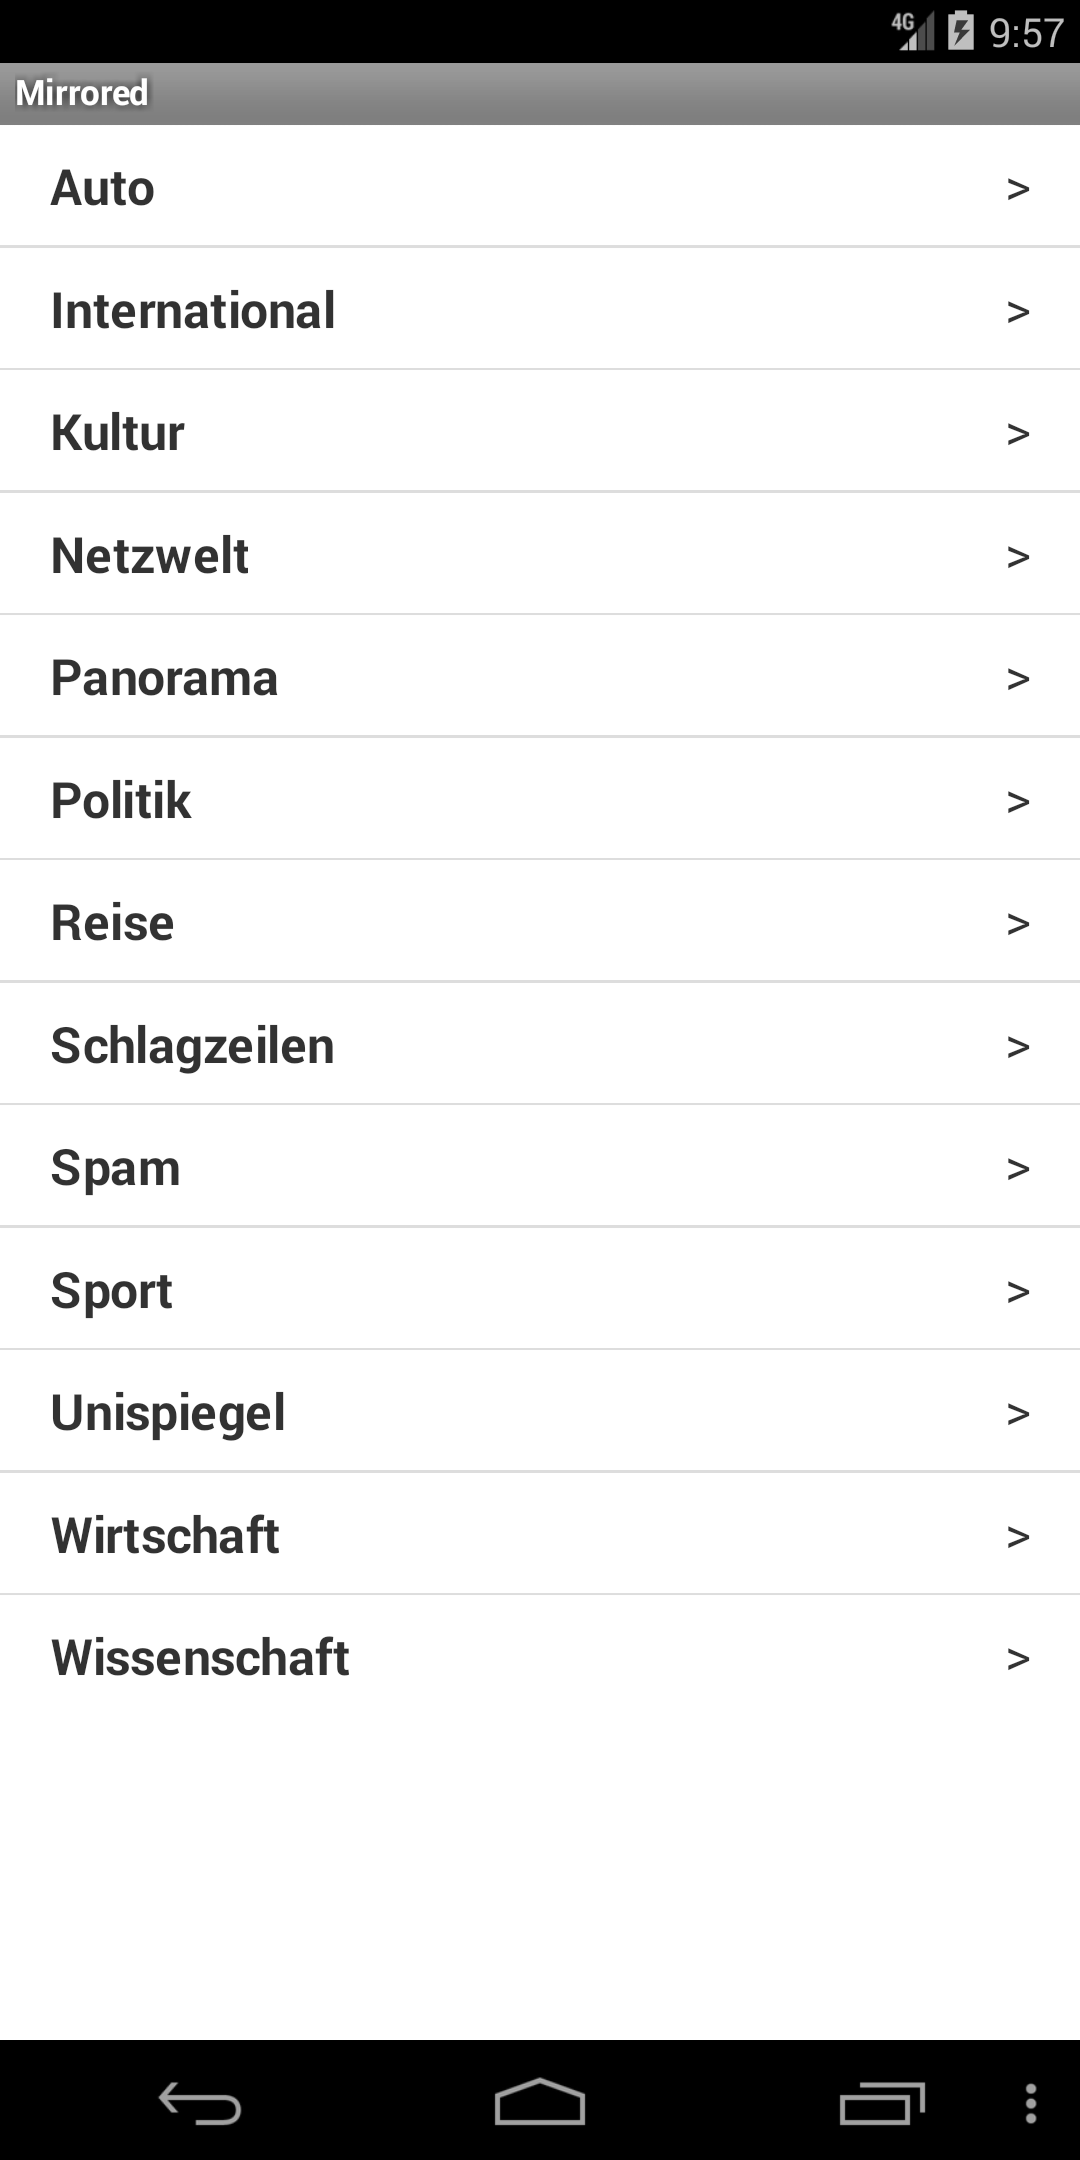 4G 9:57
Mirrored
Auto >
International >
Kultur >
Netzwelt >
Panorama >
Politik >
Reise >
Schlagzeilen >
Spam >
Sport >
Unispiegel >
Wirtschaft >
Wissenschaft >